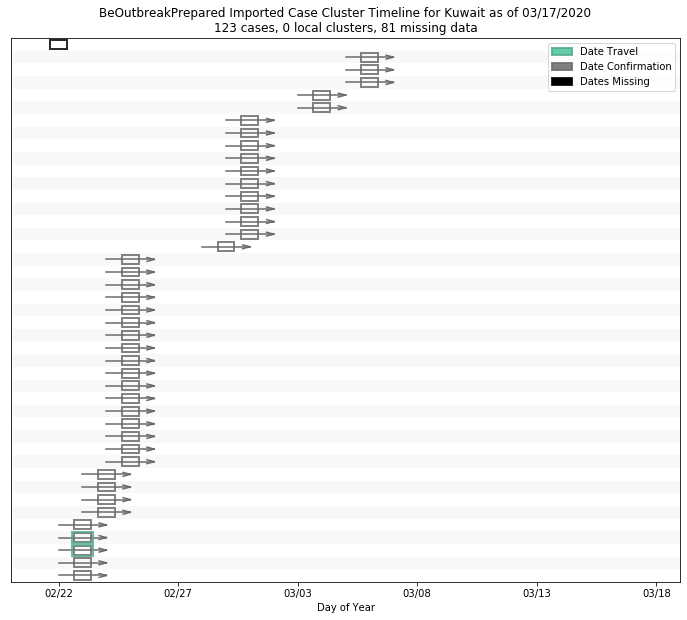 BeOutbreakPrepared Imported Case Cluster Timeline for Kuwait as of 03/17/2020
123 cases, 0 local clusters, 81 missing data
Date Travel
Date Confirmation
Dates Missing
02/22 02/27 03/03 03/08 03/13 03/18
Day of Year